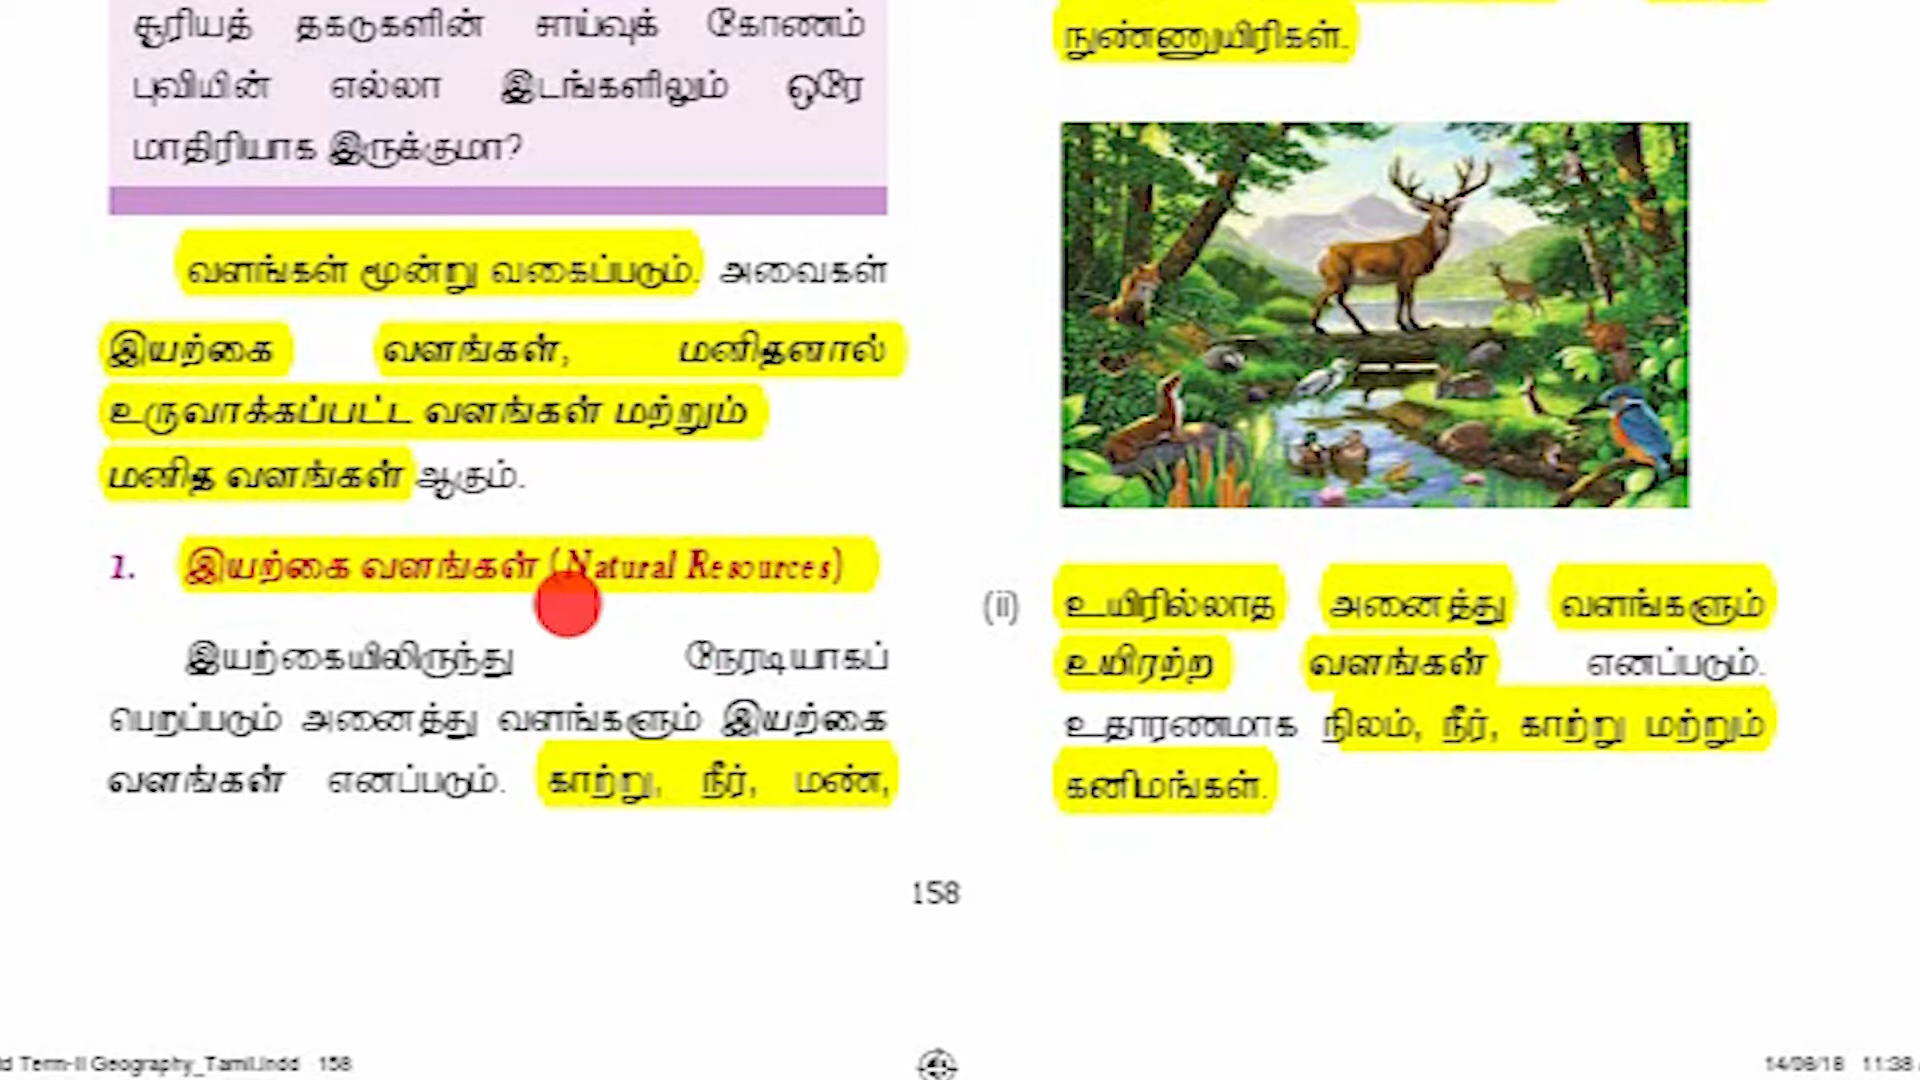 சூரியத் தகடுகளின் சாய்வுக் கோணம்
புவியின் எல்லா இடங்களிலும் ஒரே
மாதிரியாக இருக்குமா?
வளங்கள் மூன்று வகைப்படும். அவைகள்
இயற்கை வளங்கள், மனிதனால்
உருவாக்கப்பட்ட வளங்கள் மற்றும்
மனித வளங்கள் ஆகும்.
1. இயற்கை வளங்கள் (Natural Resources)
இயற்கையிலிருந்து நேரடியாகப்
பெறப்படும் அனைத்து வளங்களும் இயற்கை
வளங்கள் எனப்படும். காற்று, நீர், மண்,
நுண்ணுயிரிகள்.
(ii) உயிரில்லாத அனைத்து வளங்களும்
உயிரற்ற வளங்கள் எனப்படும்.
உதாரணமாக நிலம், நீர், காற்று மற்றும்
கனிமங்கள்.
158
d Term-II Geography_Tamil.indd 158
14/08/18 11:38